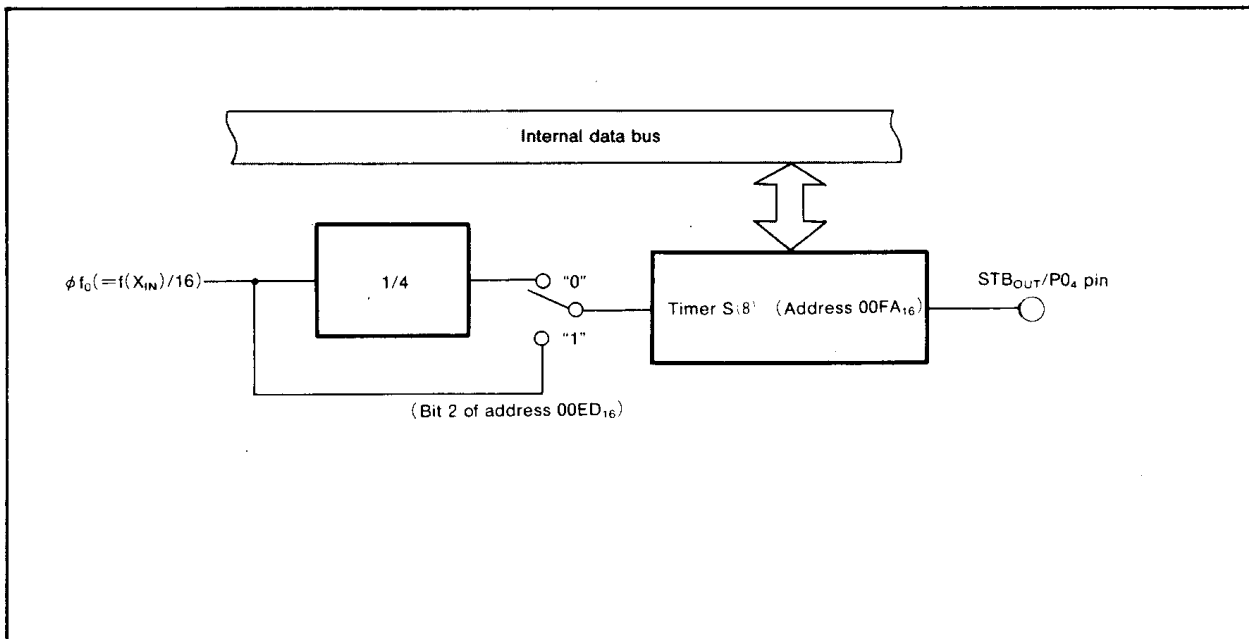 Internal data bus
φf₀(=f(X_IN)/16)
1/4
"0"
"1"
Timer S(8) (Address 00FA₁₆)
STB_OUT/P0₄ pin
(Bit 2 of address 00ED₁₆)